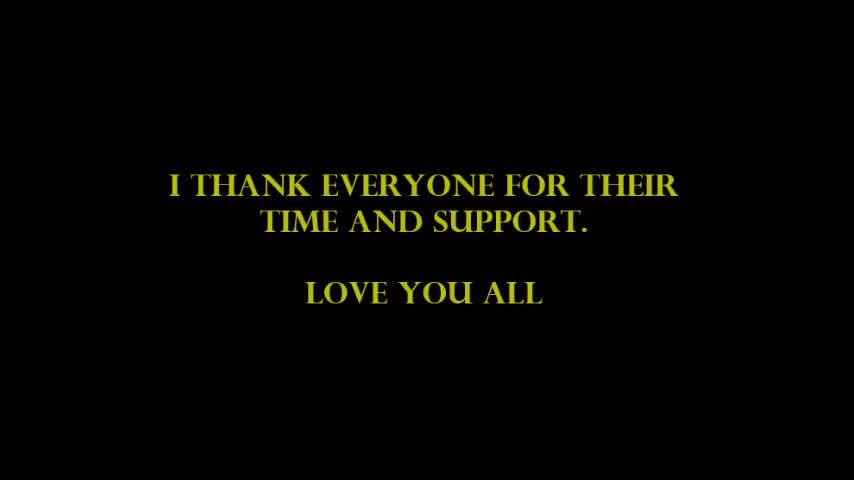 I THANK EVERYONE FOR THEIR
TIME AND SUPPORT.
LOVE YOU ALL